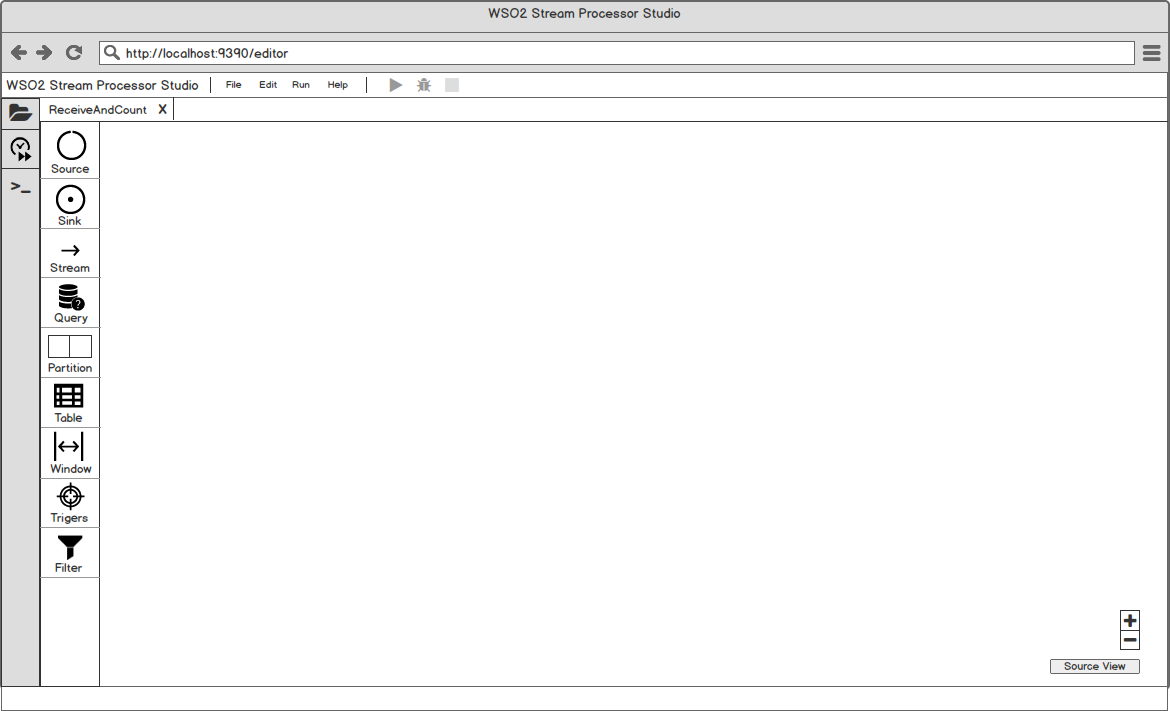 WSO2 Stream Processor Studio
http://localhost:9390/editor
WSO2 Stream Processor Studio File Edit Run Help
ReceiveAndCount X
Source
Sink
>_
Stream
Query
Partition
Table
Window
Trigers
Filter
+
−
Source View